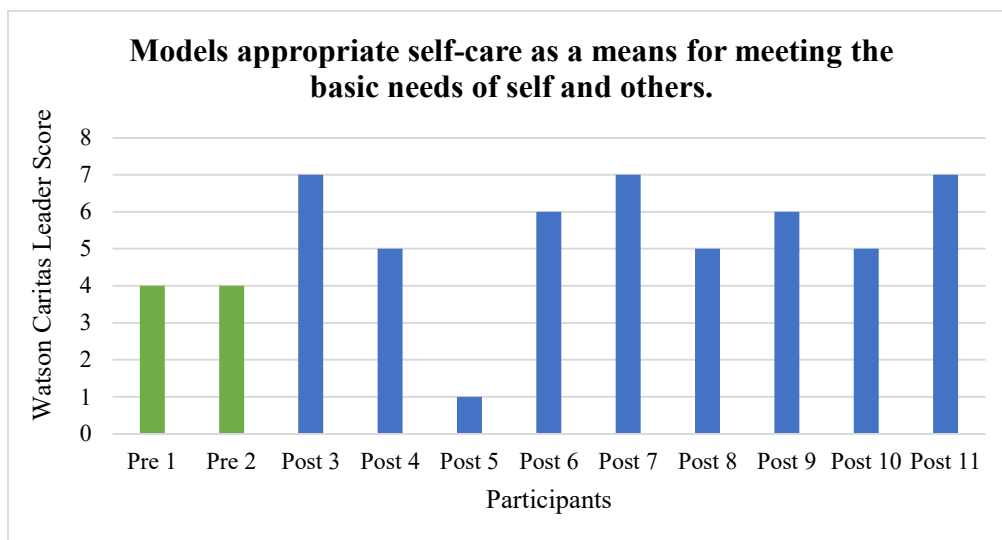 Models appropriate self-care as a means for meeting the
basic needs of self and others.
Watson Caritas Leader Score
8
7
6
5
4
3
2
1
0
Pre 1 Pre 2 Post 3 Post 4 Post 5 Post 6 Post 7 Post 8 Post 9 Post 10 Post 11
Participants